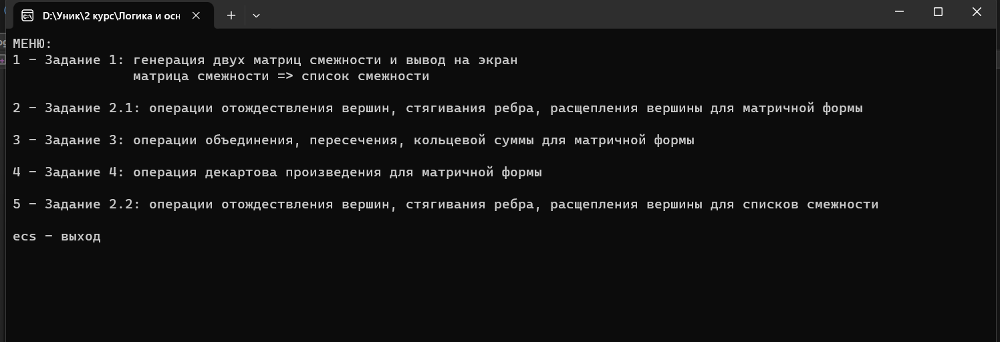 D:\Уник\2 курс\Логика и осн
МЕНЮ:
1 - Задание 1: генерация двух матриц смежности и вывод на экран
матрица смежности => список смежности
2 - Задание 2.1: операции отождествления вершин, стягивания ребра, расщепления вершины для матричной формы
3 - Задание 3: операции объединения, пересечения, кольцевой суммы для матричной формы
4 - Задание 4: операция декартова произведения для матричной формы
5 - Задание 2.2: операции отождествления вершин, стягивания ребра, расщепления вершины для списков смежности
ecs - выход